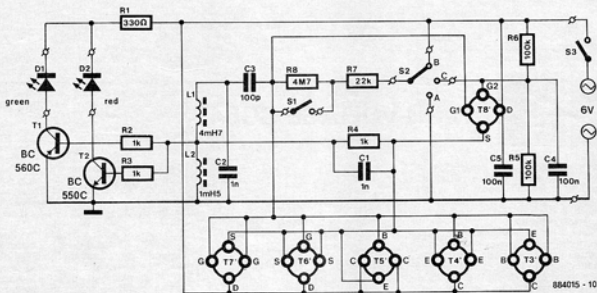 R1
330Ω
D1
D2
green
red
T1
BC
560C
T2
BC
550C
R2
1k
R3
1k
L1
4mH7
L2
1mH5
C2
1n
C3
100p
R8
4M7
S1
R7
22k
R4
1k
C1
1n
S2
B
C
A
G2
G1 T8' D
S
R6
100k
C5
100n
R5
100k
C4
100n
S3
6V
S
G T7' G
D
G
S T6' S
D
B
C T5' C
E
B
E T4' E
C
E
B T3' B
C
884015 - 10